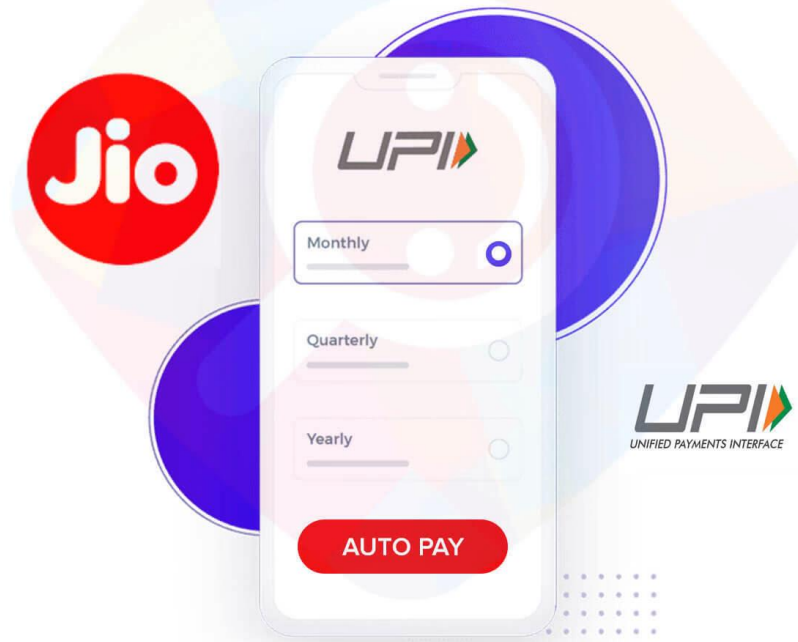 Jio
UPI
Monthly
Quarterly
Yearly
AUTO PAY
UPI
UNIFIED PAYMENTS INTERFACE